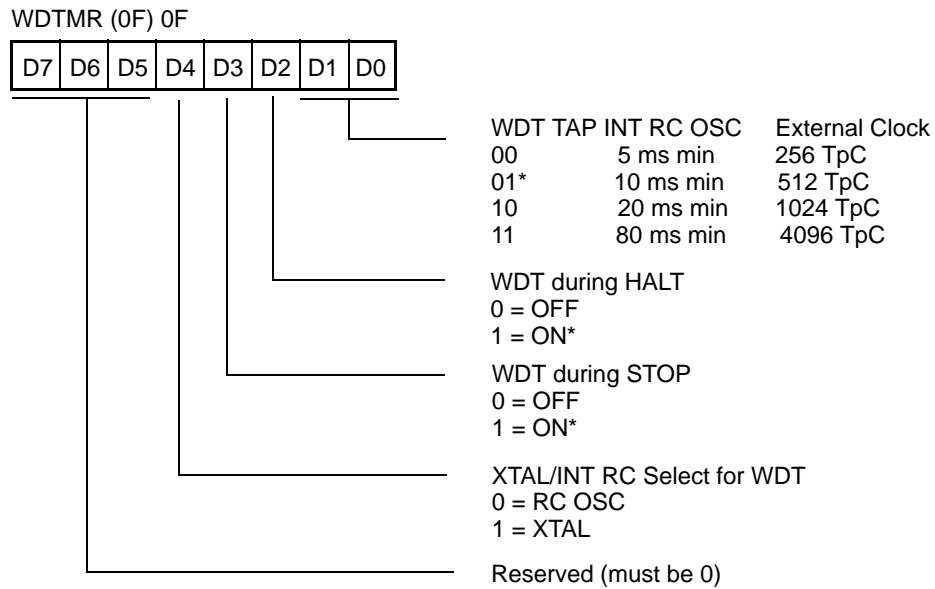 WDTMR (0F) 0F
D7 D6 D5 D4 D3 D2 D1 D0
WDT TAP INT RC OSC External Clock
00 5 ms min 256 TpC
01* 10 ms min 512 TpC
10 20 ms min 1024 TpC
11 80 ms min 4096 TpC
WDT during HALT
0 = OFF
1 = ON*
WDT during STOP
0 = OFF
1 = ON*
XTAL/INT RC Select for WDT
0 = RC OSC
1 = XTAL
Reserved (must be 0)